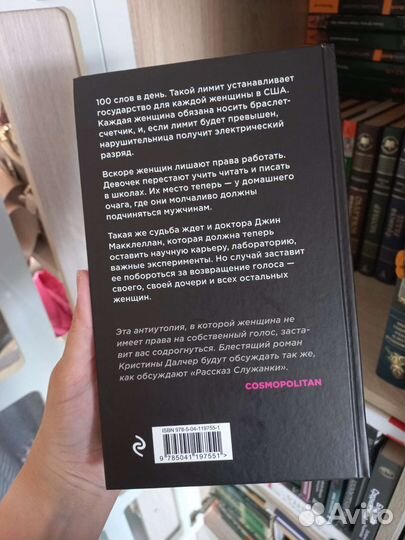 100 слов в день. Такой лимит устанавливает
государство для каждой женщины в США.
Каждая женщина обязана носить браслет-
счетчик, и, если лимит будет превышен,
нарушительница получит электрический
разряд.
Вскоре женщин лишают права работать.
Девочек перестают учить читать и писать
в школах. Их место теперь — у домашнего
очага, где они молчаливо должны
подчиняться мужчинам.
Такая же судьба ждет и доктора Джин
Макклеллан, которая должна теперь
оставить научную карьеру, лабораторию,
важные эксперименты. Но случай заставит
ее побороться за возвращение голоса —
своего, своей дочери и всех остальных
женщин.
Эта антиутопия, в которой женщина не
имеет права на собственный голос, заста-
вит вас содрогнуться. Блестящий роман
Кристины Далчер будут обсуждать так же,
как обсуждают «Рассказ Служанки».
COSMOPOLITAN
ISBN 978-5-04-119755-1
9 785041 197551 >
Avito